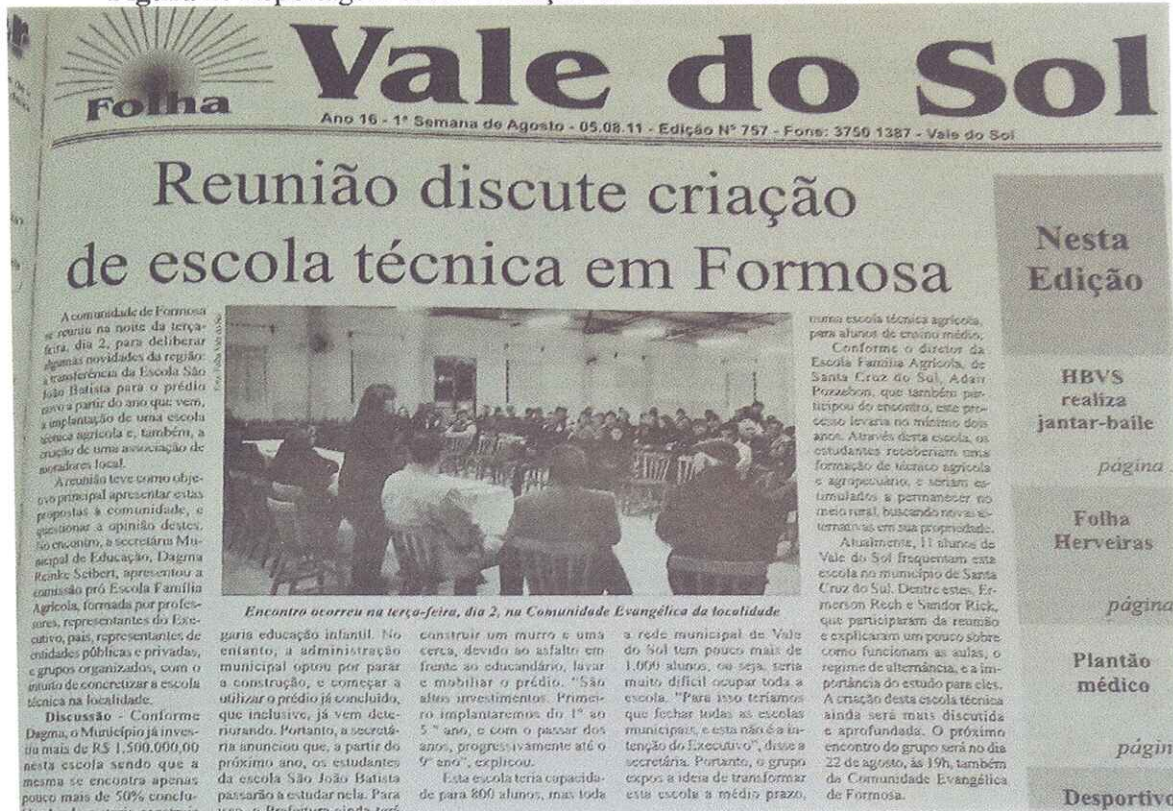 Folha
Vale do Sol
Ano 16 - 1ª Semana de Agosto - 05.08.11 - Edição Nº 757 - Fone: 3750 1387 - Vale do Sol
Reunião discute criação
de escola técnica em Formosa
A comunidade de Formosa
se reuniu na noite da terça-
feira, dia 2, para deliberar
algumas novidades da região:
a transferência da Escola São
João Batista para o prédio
novo a partir do ano que vem,
a implantação de uma escola
técnica agrícola e, também, a
criação de uma associação de
moradores local.
A reunião teve como obje-
tivo principal apresentar estas
propostas à comunidade, e
questionar a opinião destes.
No encontro, a secretária Mu-
nicipal de Educação, Dagma
Reinke Seibert, apresentou a
comissão pró Escola Família
Agrícola, formada por profes-
sores, representantes do Exe-
cutivo, pais, representantes de
entidades públicas e privadas,
e grupos organizados, com o
intuito de concretizar a escola
técnica na localidade.
Discussão - Conforme
Dagma, o Município já inves-
tiu mais de R$ 1.500.000,00
nesta escola sendo que a
mesma se encontra apenas
pouco mais de 50% conclu-
Encontro ocorreu na terça-feira, dia 2, na Comunidade Evangélica da localidade
garia educação infantil. No
entanto, a administração
municipal optou por parar
a construção, e começar a
utilizar o prédio já concluído,
que inclusive, já vem dete-
riorando. Portanto, a secretá-
ria anunciou que, a partir do
próximo ano, os estudantes
da escola São João Batista
passarão a estudar nela. Para
isso, a Prefeitura ainda terá
construir um murro e uma
cerca, devido ao asfalto em
frente ao educandário, lavar
e mobiliar o prédio. "São
altos investimentos. Primei-
ro implantaremos do 1º ao
5º ano, e com o passar dos
anos, progressivamente até o
9º ano", explicou.
Esta escola teria capacida-
de para 800 alunos, mas toda
a rede municipal de Vale
do Sol tem pouco mais de
1.000 alunos, ou seja, seria
muito difícil ocupar toda a
escola. "Para isso teríamos
que fechar todas as escolas
municipais, e esta não é a in-
tenção do Executivo", disse a
secretária. Portanto, o grupo
expos a ideia de transformar
esta escola a médio prazo,
numa escola técnica agrícola,
para alunos de ensino médio.
Conforme o diretor da
Escola Família Agrícola, de
Santa Cruz do Sul, Adair
Pozzebon, que também par-
ticipou do encontro, este pro-
cesso levaria no mínimo dois
anos. Através desta escola, os
estudantes receberiam uma
formação de técnico agrícola
e agropecuário, e seriam es-
timulados a permanecer no
meio rural, buscando novas al-
ternativas em sua propriedade.
Atualmente, 11 alunos de
Vale do Sol frequentam esta
escola no município de Santa
Cruz do Sul. Dentre estes, Er-
merson Rech e Sandor Rick,
que participaram da reunião
e explicaram um pouco sobre
como funcionam as aulas, o
regime de alternância, e a im-
portância do estudo para eles.
A criação desta escola técnica
ainda será mais discutida
e aprofundada. O próximo
encontro do grupo será no dia
22 de agosto, às 19h, também
da Comunidade Evangélica
de Formosa.
Nesta
Edição
HBVS
realiza
jantar-baile
página
Folha
Herveiras
página
Plantão
médico
págin
Desportiv